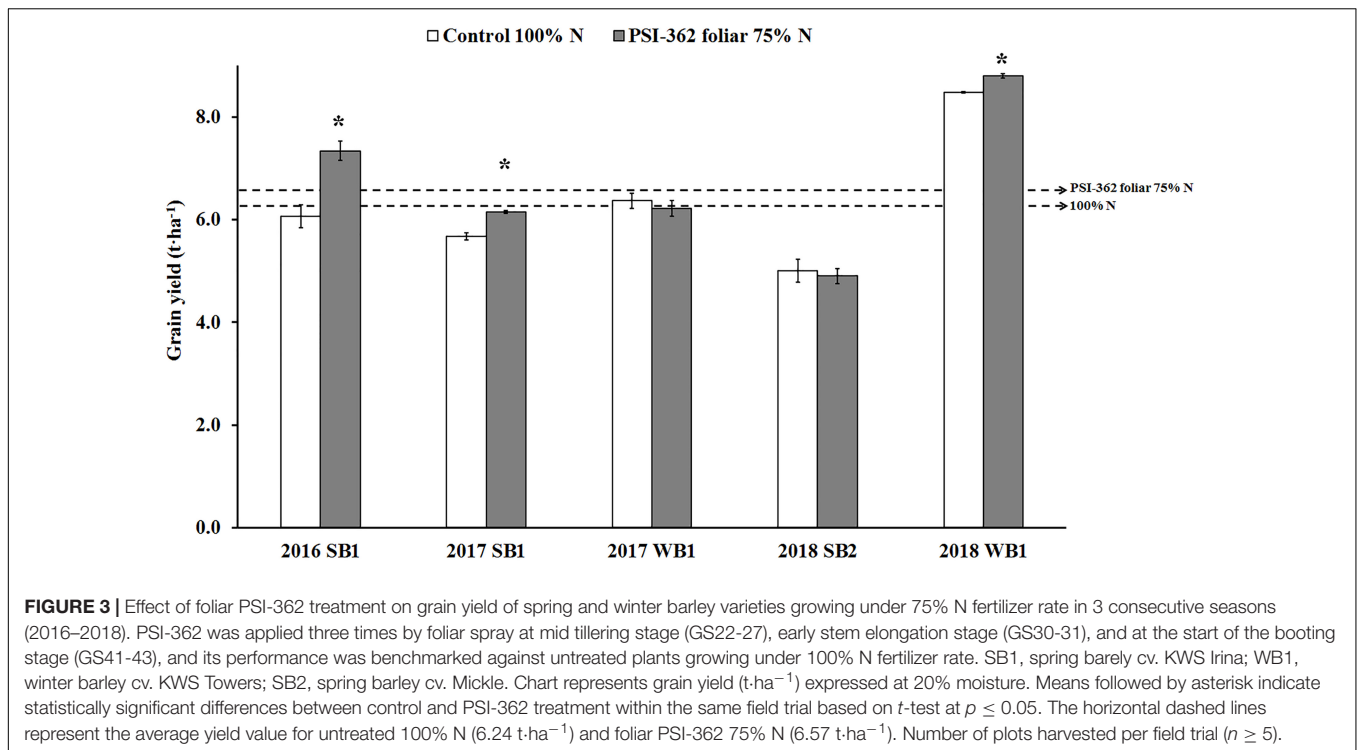 Control 100% N PSI-362 foliar 75% N
Grain yield (t·ha⁻¹)
8.0
6.0
4.0
2.0
0.0
*
*
*
PSI-362 foliar 75% N
100% N
2016 SB1 2017 SB1 2017 WB1 2018 SB2 2018 WB1
FIGURE 3 | Effect of foliar PSI-362 treatment on grain yield of spring and winter barley varieties growing under 75% N fertilizer rate in 3 consecutive seasons
(2016–2018). PSI-362 was applied three times by foliar spray at mid tillering stage (GS22-27), early stem elongation stage (GS30-31), and at the start of the booting
stage (GS41-43), and its performance was benchmarked against untreated plants growing under 100% N fertilizer rate. SB1, spring barely cv. KWS Irina; WB1,
winter barley cv. KWS Towers; SB2, spring barley cv. Mickle. Chart represents grain yield (t·ha⁻¹) expressed at 20% moisture. Means followed by asterisk indicate
statistically significant differences between control and PSI-362 treatment within the same field trial based on t-test at p ≤ 0.05. The horizontal dashed lines
represent the average yield value for untreated 100% N (6.24 t·ha⁻¹) and foliar PSI-362 75% N (6.57 t·ha⁻¹). Number of plots harvested per field trial (n ≥ 5).